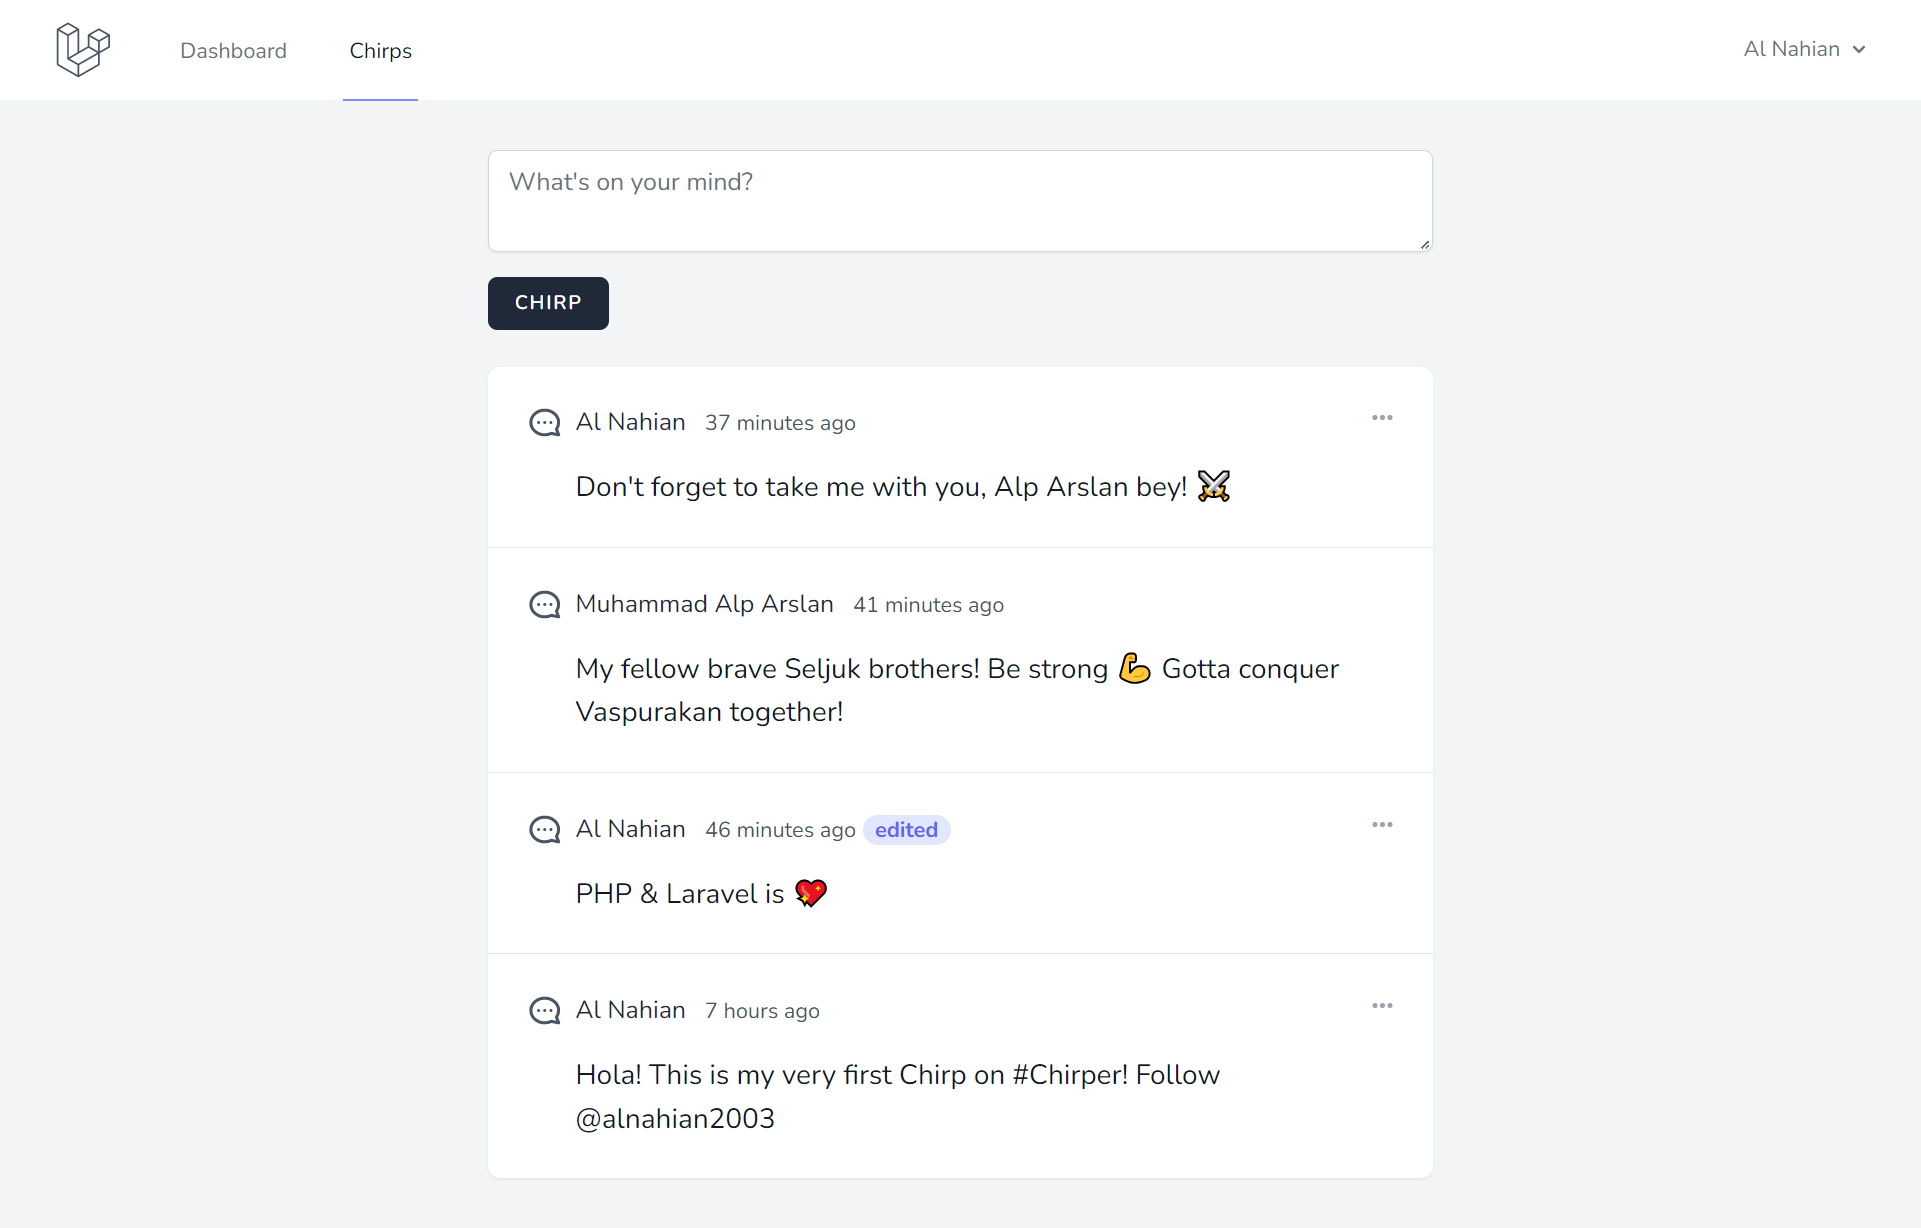 Dashboard Chirps Al Nahian
What's on your mind?
CHIRP
Al Nahian 37 minutes ago
Don't forget to take me with you, Alp Arslan bey! ⚔️
Muhammad Alp Arslan 41 minutes ago
My fellow brave Seljuk brothers! Be strong 💪 Gotta conquer
Vaspurakan together!
Al Nahian 46 minutes ago edited
PHP & Laravel is 💖
Al Nahian 7 hours ago
Hola! This is my very first Chirp on #Chirper! Follow
@alnahian2003